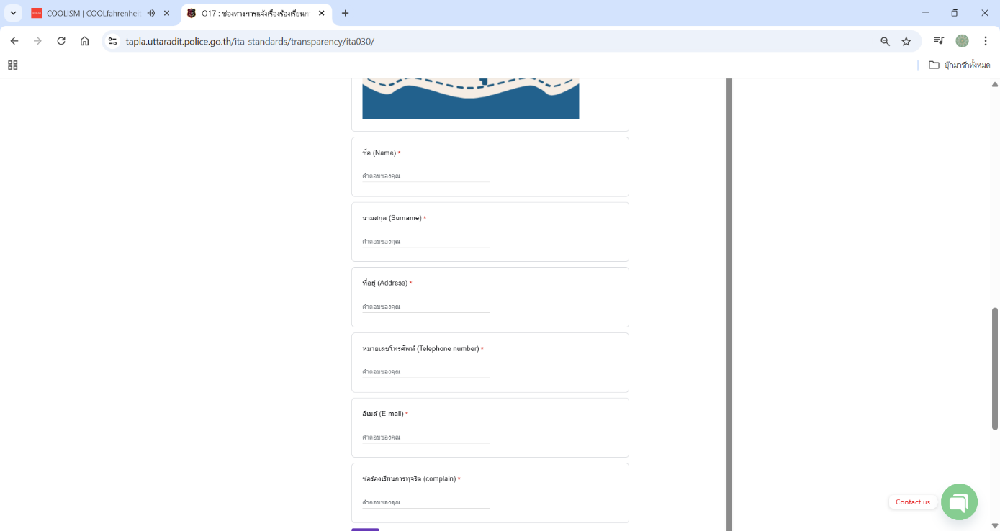 COOLISM | COOLfahrenheit
O17 : ช่องทางการแจ้งเรื่องร้องเรียนก
tapla.uttaradit.police.go.th/ita-standards/transparency/ita030/
บุ๊กมาร์กทั้งหมด
ชื่อ (Name) *
คำตอบของคุณ
นามสกุล (Surname) *
คำตอบของคุณ
ที่อยู่ (Address) *
คำตอบของคุณ
หมายเลขโทรศัพท์ (Telephone number) *
คำตอบของคุณ
อีเมล์ (E-mail) *
คำตอบของคุณ
ข้อร้องเรียนการทุจริต (complain) *
คำตอบของคุณ
Contact us